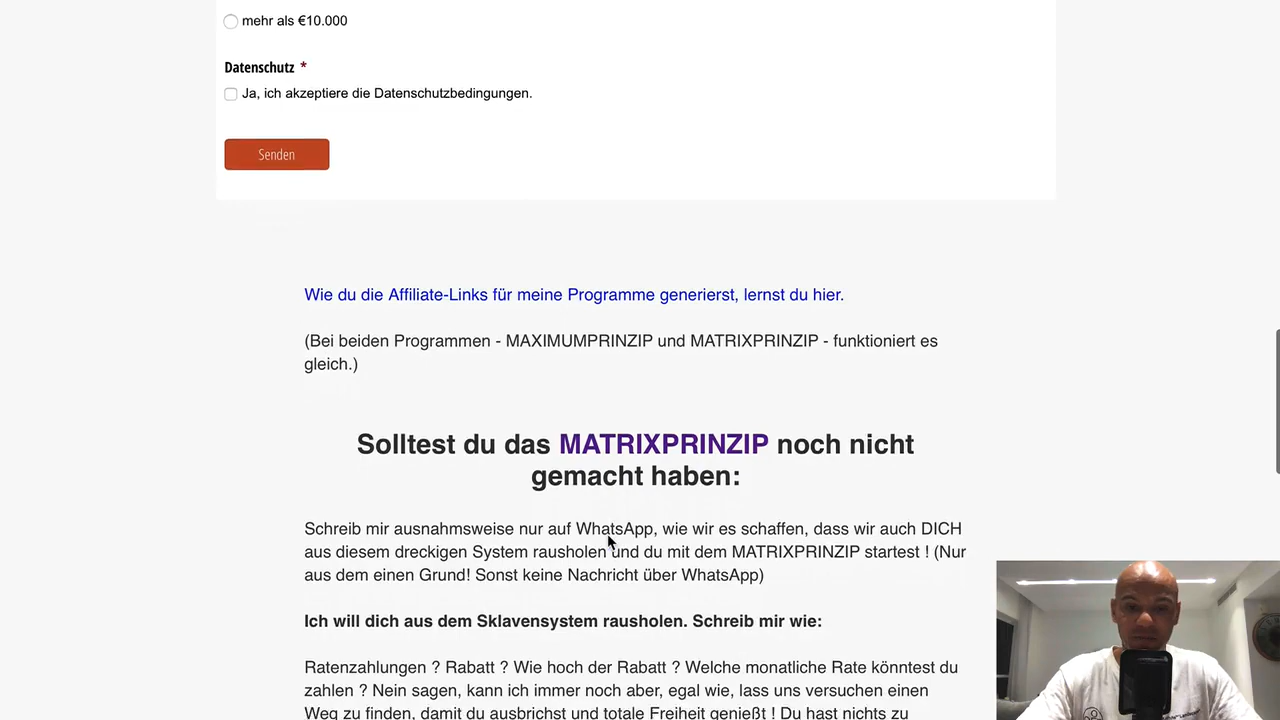 mehr als €10.000
Datenschutz *
Ja, ich akzeptiere die Datenschutzbedingungen.
Senden
Wie du die Affiliate-Links für meine Programme generierst, lernst du hier.
(Bei beiden Programmen - MAXIMUMPRINZIP und MATRIXPRINZIP - funktioniert es
gleich.)
Solltest du das MATRIXPRINZIP noch nicht
gemacht haben:
Schreib mir ausnahmsweise nur auf WhatsApp, wie wir es schaffen, dass wir auch DICH
aus diesem dreckigen System rausholen und du mit dem MATRIXPRINZIP startest ! (Nur
aus dem einen Grund! Sonst keine Nachricht über WhatsApp)
Ich will dich aus dem Sklavensystem rausholen. Schreib mir wie:
Ratenzahlungen ? Rabatt ? Wie hoch der Rabatt ? Welche monatliche Rate könntest du
zahlen ? Nein sagen, kann ich immer noch aber, egal wie, lass uns versuchen einen
Weg zu finden, damit du ausbrichst und totale Freiheit genießt ! Du hast nichts zu